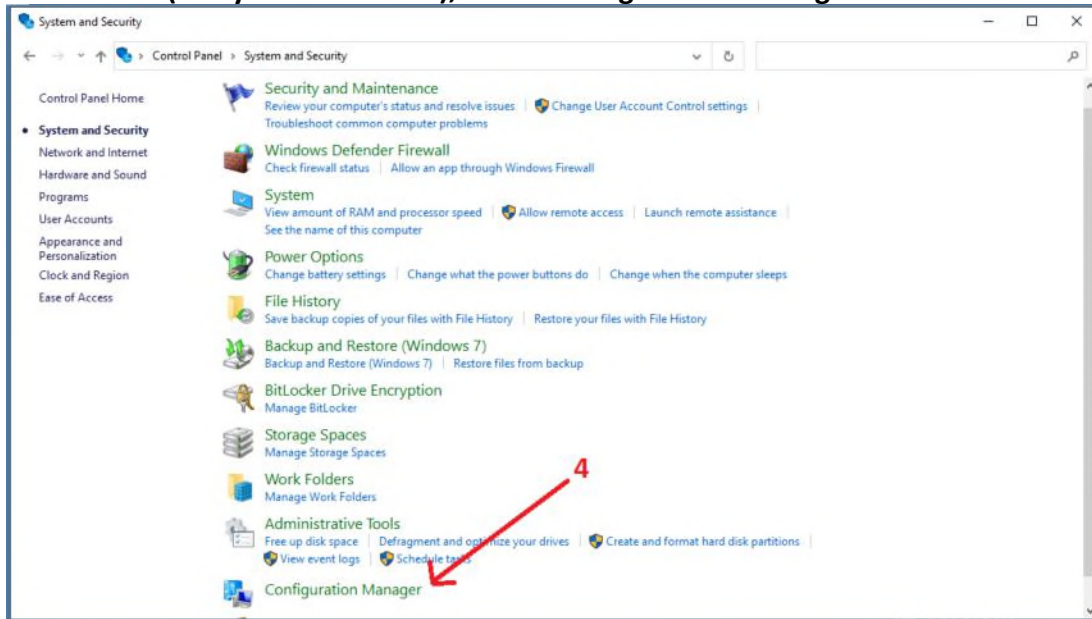 System and Security
Control Panel › System and Security
Control Panel Home
System and Security
Network and Internet
Hardware and Sound
Programs
User Accounts
Appearance and
Personalization
Clock and Region
Ease of Access
Security and Maintenance
Review your computer's status and resolve issues | Change User Account Control settings |
Troubleshoot common computer problems
Windows Defender Firewall
Check firewall status | Allow an app through Windows Firewall
System
View amount of RAM and processor speed | Allow remote access | Launch remote assistance |
See the name of this computer
Power Options
Change battery settings | Change what the power buttons do | Change when the computer sleeps
File History
Save backup copies of your files with File History | Restore your files with File History
Backup and Restore (Windows 7)
Backup and Restore (Windows 7) | Restore files from backup
BitLocker Drive Encryption
Manage BitLocker
Storage Spaces
Manage Storage Spaces
Work Folders
Manage Work Folders
4
Administrative Tools
Free up disk space | Defragment and optimize your drives | Create and format hard disk partitions |
View event logs | Schedule tasks
Configuration Manager